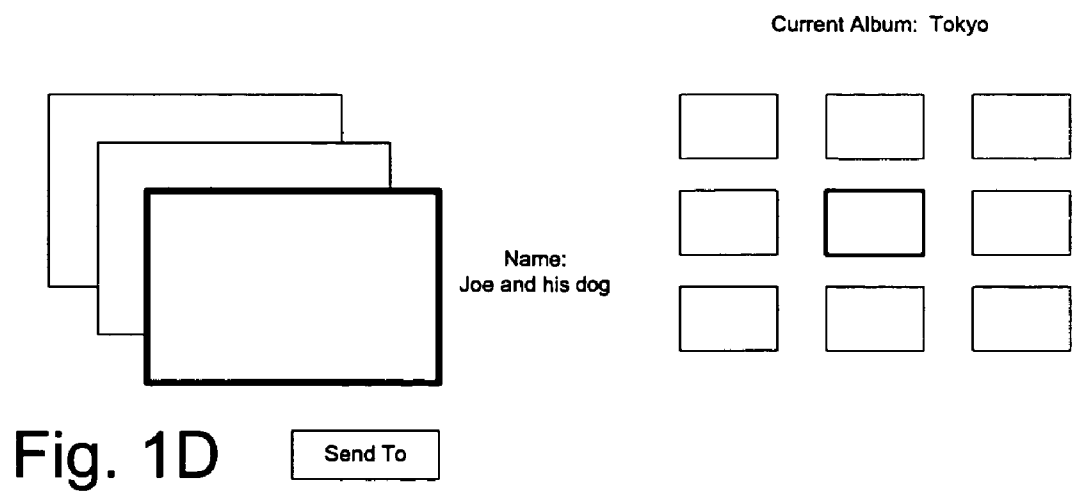 Current Album: Tokyo
Name:
Joe and his dog
Fig. 1D
Send To